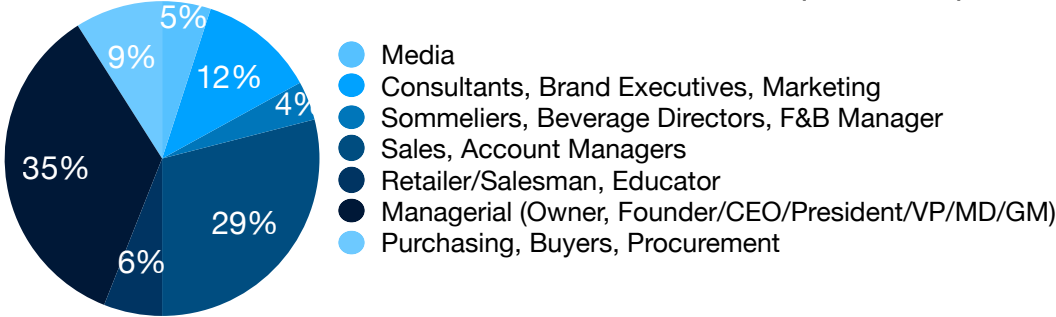 5%
9%
12%
4%
35%
29%
6%
Media
Consultants, Brand Executives, Marketing
Sommeliers, Beverage Directors, F&B Manager
Sales, Account Managers
Retailer/Salesman, Educator
Managerial (Owner, Founder/CEO/President/VP/MD/GM)
Purchasing, Buyers, Procurement